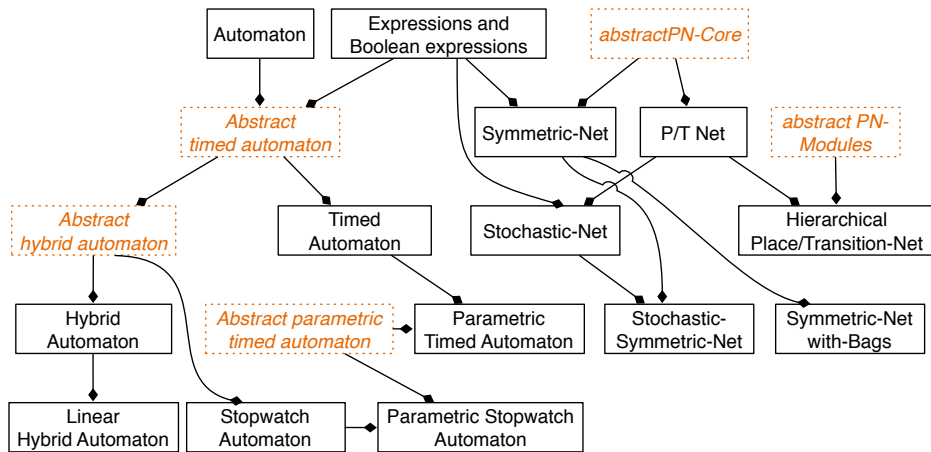 Automaton
Expressions and
Boolean expressions
abstractPN-Core
Abstract
timed automaton
Symmetric-Net
P/T Net
abstract PN-
Modules
Abstract
hybrid automaton
Timed
Automaton
Stochastic-Net
Hierarchical
Place/Transition-Net
Hybrid
Automaton
Abstract parametric
timed automaton
Parametric
Timed Automaton
Stochastic-
Symmetric-Net
Symmetric-Net
with-Bags
Linear
Hybrid Automaton
Stopwatch
Automaton
Parametric Stopwatch
Automaton